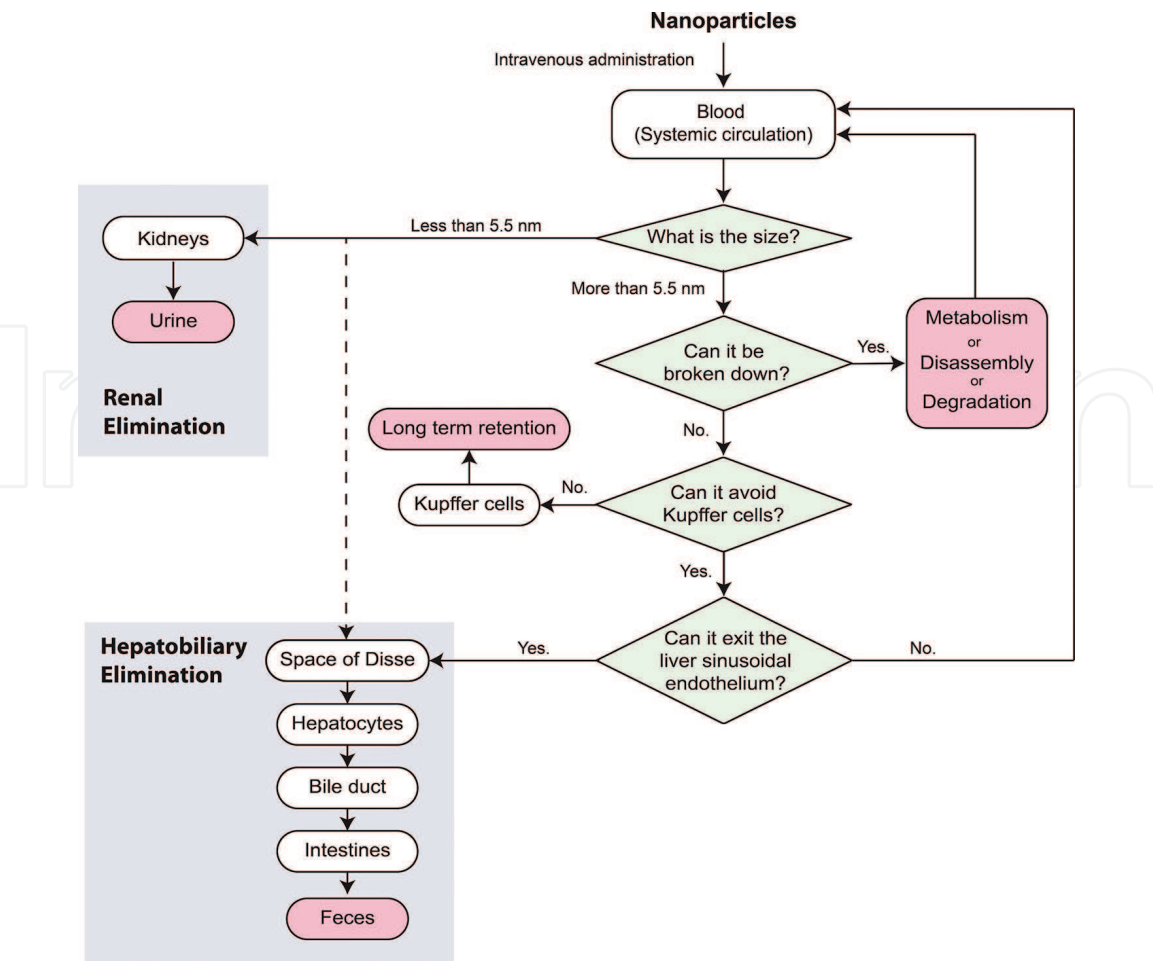 Nanoparticles
Intravenous administration
Blood
(Systemic circulation)
What is the size?
Less than 5.5 nm
Kidneys
Urine
Renal
Elimination
More than 5.5 nm
Can it be
broken down?
Yes.
Metabolism
or
Disassembly
or
Degradation
No.
Can it avoid
Kupffer cells?
No.
Kupffer cells
Long term retention
Yes.
Can it exit the
liver sinusoidal
endothelium?
No.
Yes.
Hepatobiliary
Elimination
Space of Disse
Hepatocytes
Bile duct
Intestines
Feces